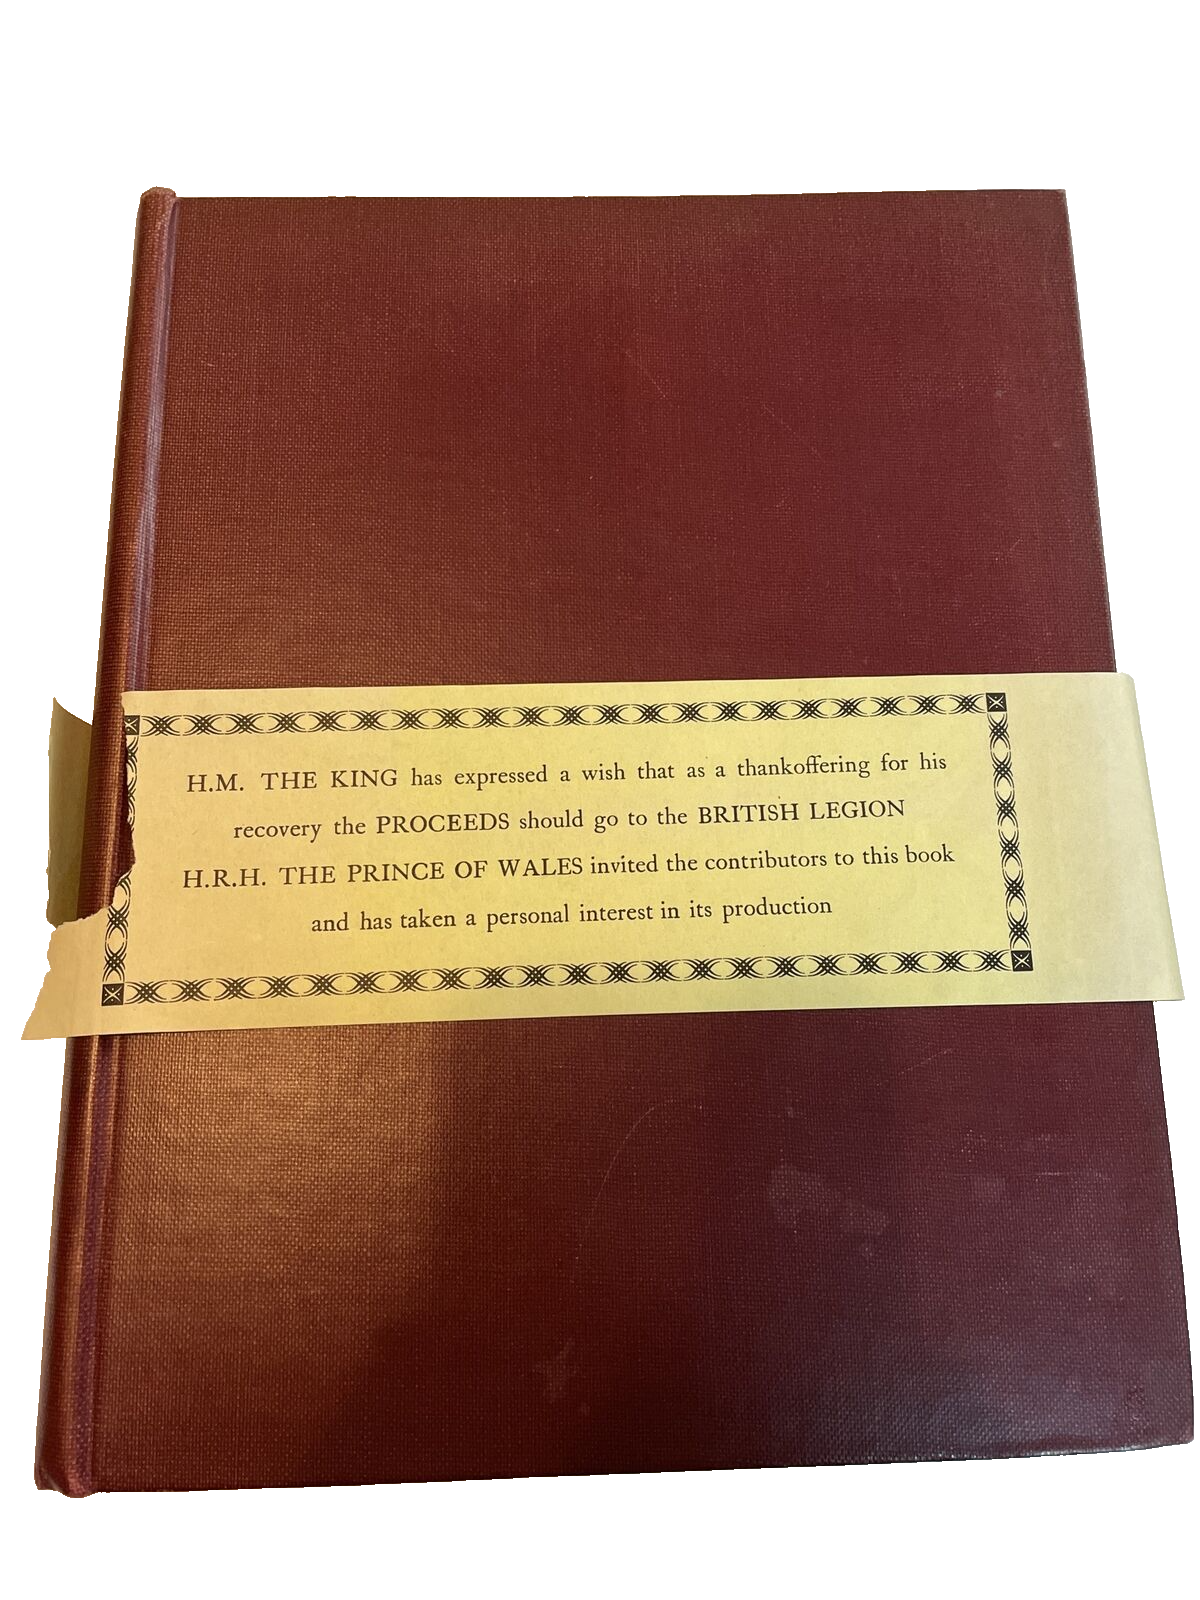 H.M. THE KING has expressed a wish that as a thankoffering for his
recovery the PROCEEDS should go to the BRITISH LEGION
H.R.H. THE PRINCE OF WALES invited the contributors to this book
and has taken a personal interest in its production